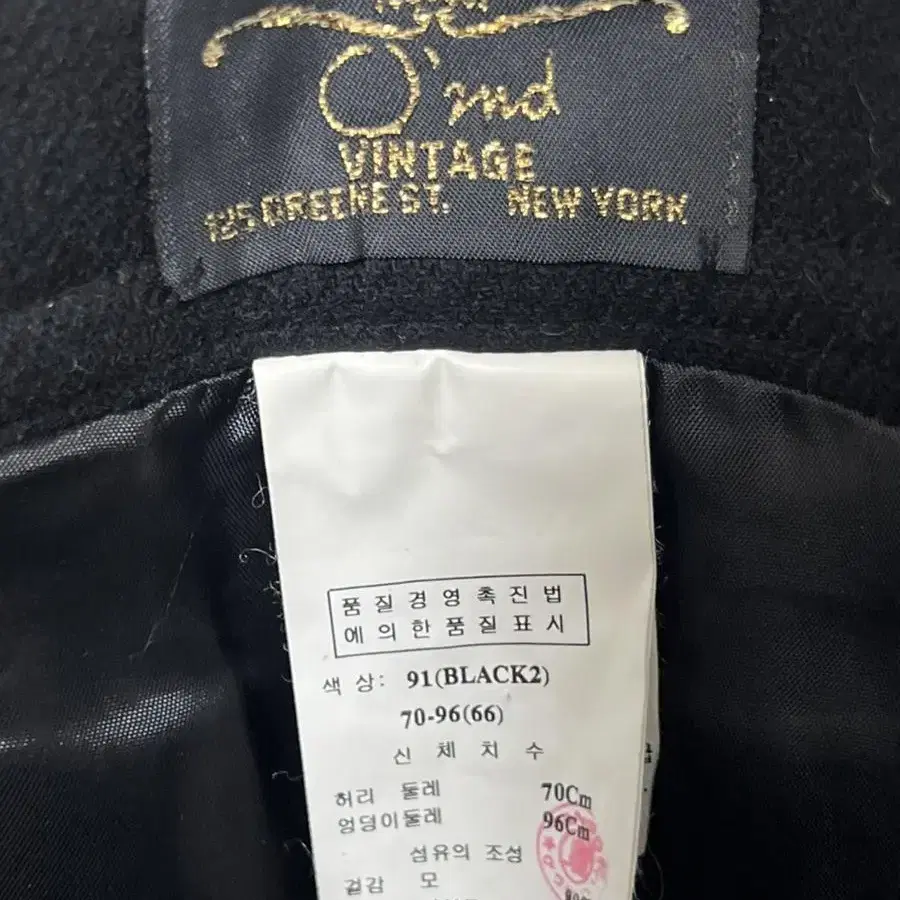 O'2nd
VINTAGE
125 GREENE ST. NEW YORK
품질경영촉진법
에의한품질표시
색상: 91(BLACK2)
70-96(66)
신체치수
허리 둘레 70Cm
엉덩이둘레 96Cm
섬유의 조성
겉감 모